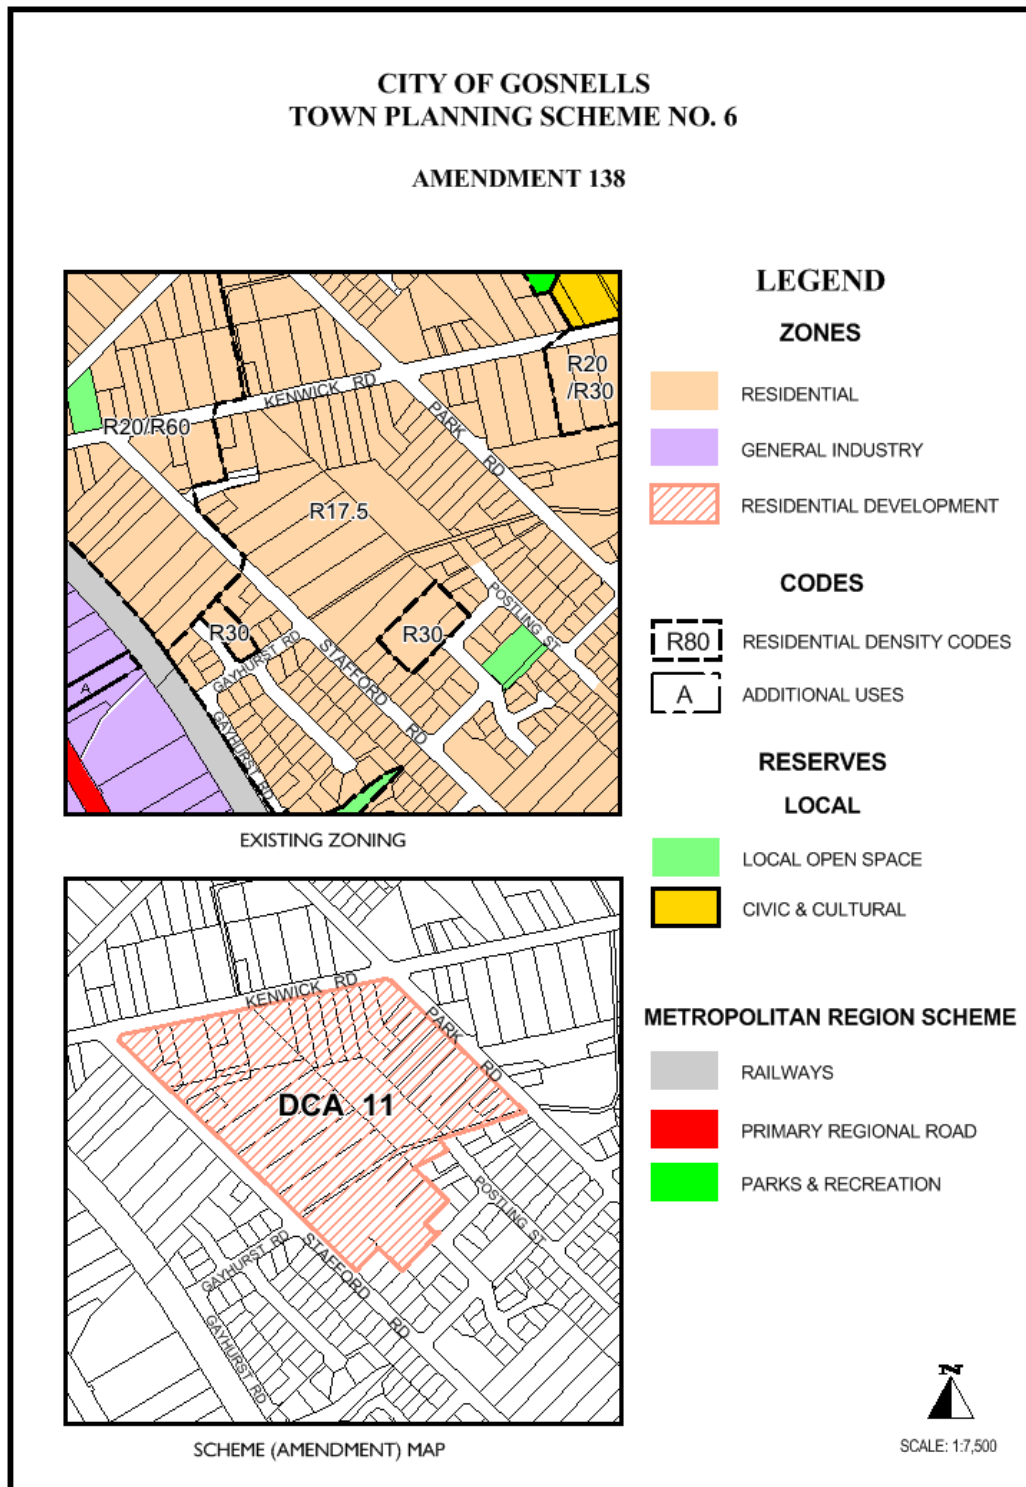 CITY OF GOSNELLS
TOWN PLANNING SCHEME NO. 6
AMENDMENT 138
KENWICK RD
PARK RD
R20
/R30
R20/R60
R17.5
R30
R30
POSTLING ST
GAYHURST RD
STAFFORD RD
GAYHURST RD
A
EXISTING ZONING
LEGEND
ZONES
RESIDENTIAL
GENERAL INDUSTRY
RESIDENTIAL DEVELOPMENT
CODES
R80
RESIDENTIAL DENSITY CODES
A
ADDITIONAL USES
RESERVES
LOCAL
LOCAL OPEN SPACE
CIVIC & CULTURAL
METROPOLITAN REGION SCHEME
RAILWAYS
PRIMARY REGIONAL ROAD
PARKS & RECREATION
KENWICK RD
PARK RD
DCA 11
POSTLING ST
GAYHURST RD
STAFFORD RD
GAYHURST RD
SCHEME (AMENDMENT) MAP
N
SCALE: 1:7,500